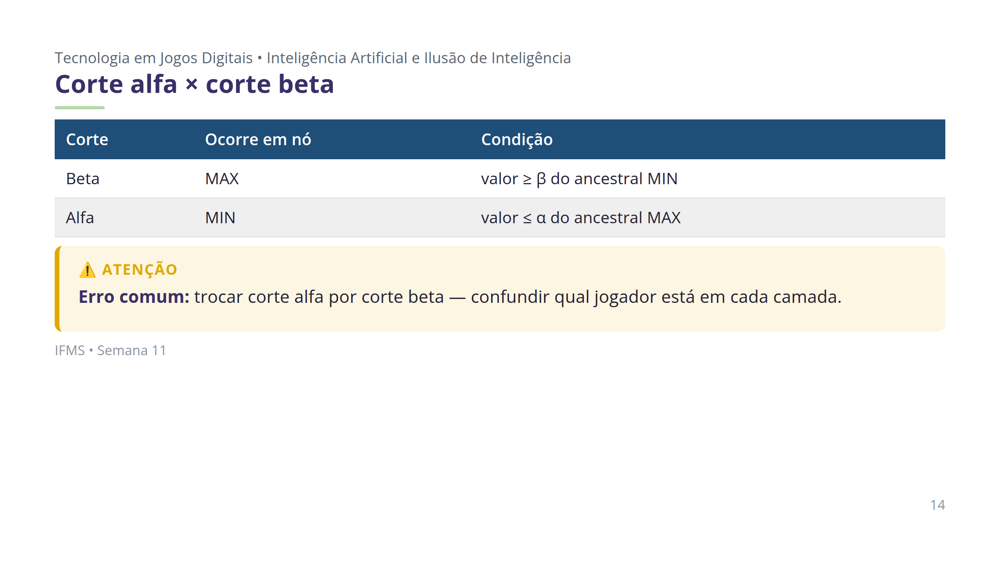 Tecnologia em Jogos Digitais • Inteligência Artificial e Ilusão de Inteligência
Corte alfa × corte beta
Corte Ocorre em nó Condição
Beta MAX valor ≥ β do ancestral MIN
Alfa MIN valor ≤ α do ancestral MAX
⚠️ ATENÇÃO
Erro comum: trocar corte alfa por corte beta — confundir qual jogador está em cada camada.
IFMS • Semana 11
14